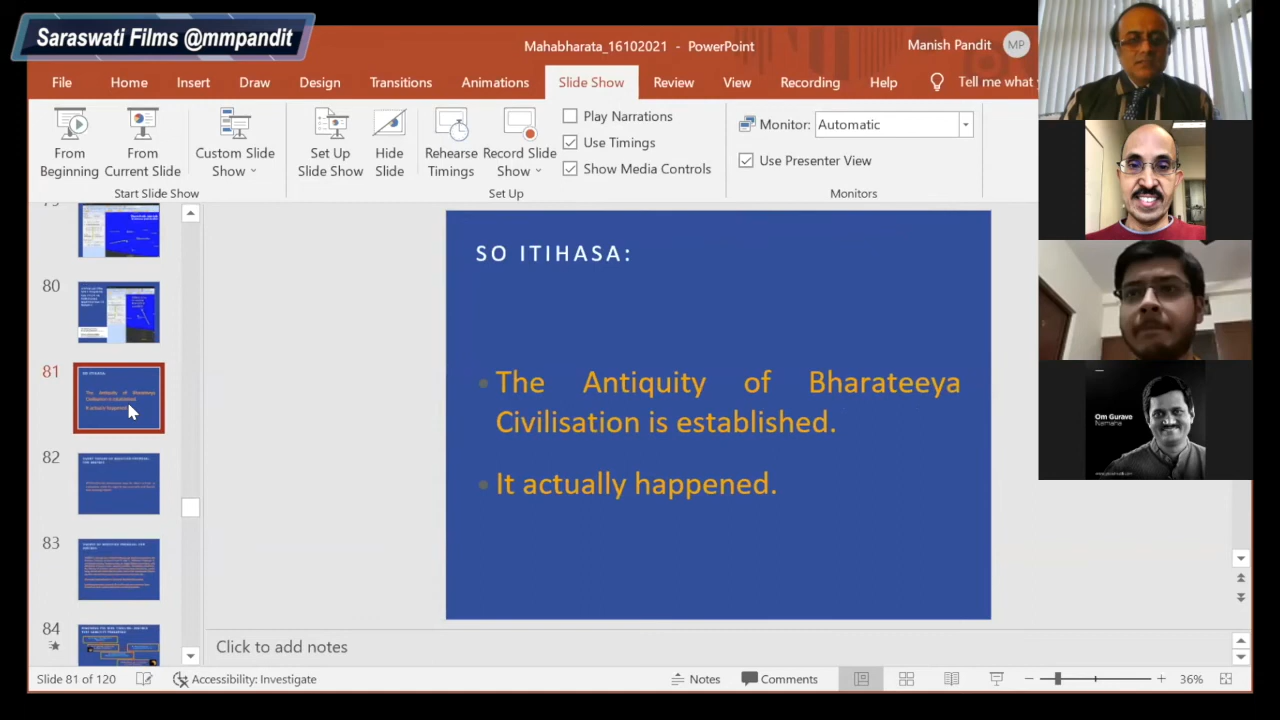 Saraswati Films @mmpandit
Mahabharata_16102021 - PowerPoint
Manish Pandit MP
File Home Insert Draw Design Transitions Animations Slide Show Review View Recording Help Tell me what
From Beginning
From Current Slide
Custom Slide Show
Start Slide Show
Set Up Slide Show
Hide Slide
Rehearse Timings
Record Slide Show
Play Narrations
Use Timings
Show Media Controls
Set Up
Monitor: Automatic
Use Presenter View
Monitors
80
81
82
83
84
SO ITIHASA:
The Antiquity of Bharateeya
Civilisation is established.
It actually happened.
Om Gurave
Namaha
Click to add notes
Slide 81 of 120 Accessibility: Investigate Notes Comments 36%